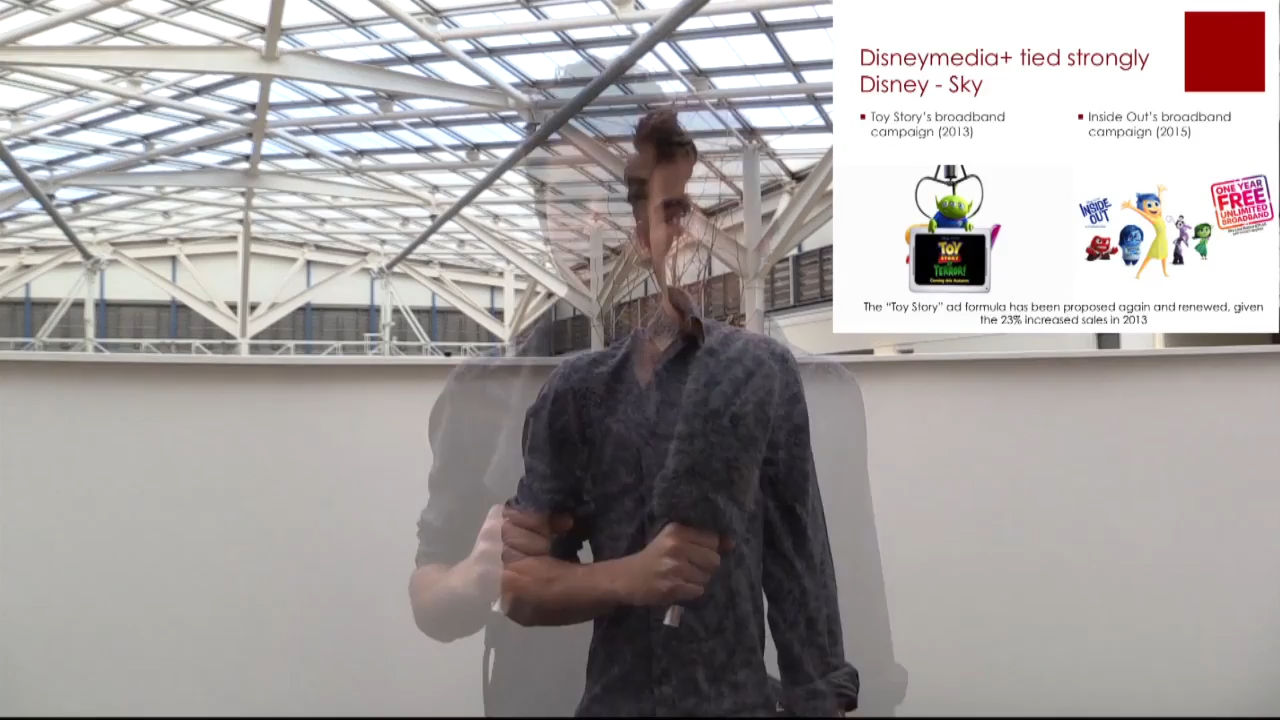 Disneymedia+ tied strongly
Disney - Sky
Toy Story's broadband
campaign (2013)
Inside Out's broadband
campaign (2015)
TOY
STORY
OF
TERROR!
INSIDE
OUT
ONE YEAR
FREE
UNLIMITED
BROADBAND
The "Toy Story" ad formula has been proposed again and renewed, given
the 23% increased sales in 2013